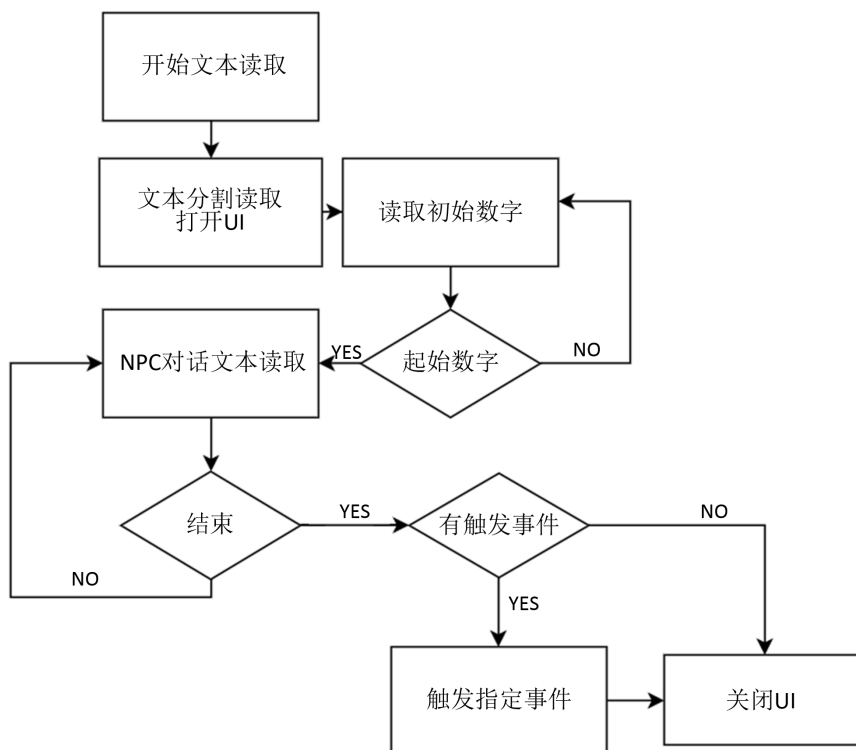 开始文本读取
文本分割读取
打开UI
读取初始数字
起始数字
YES
NO
NPC对话文本读取
结束
YES
NO
有触发事件
NO
YES
触发指定事件
关闭UI